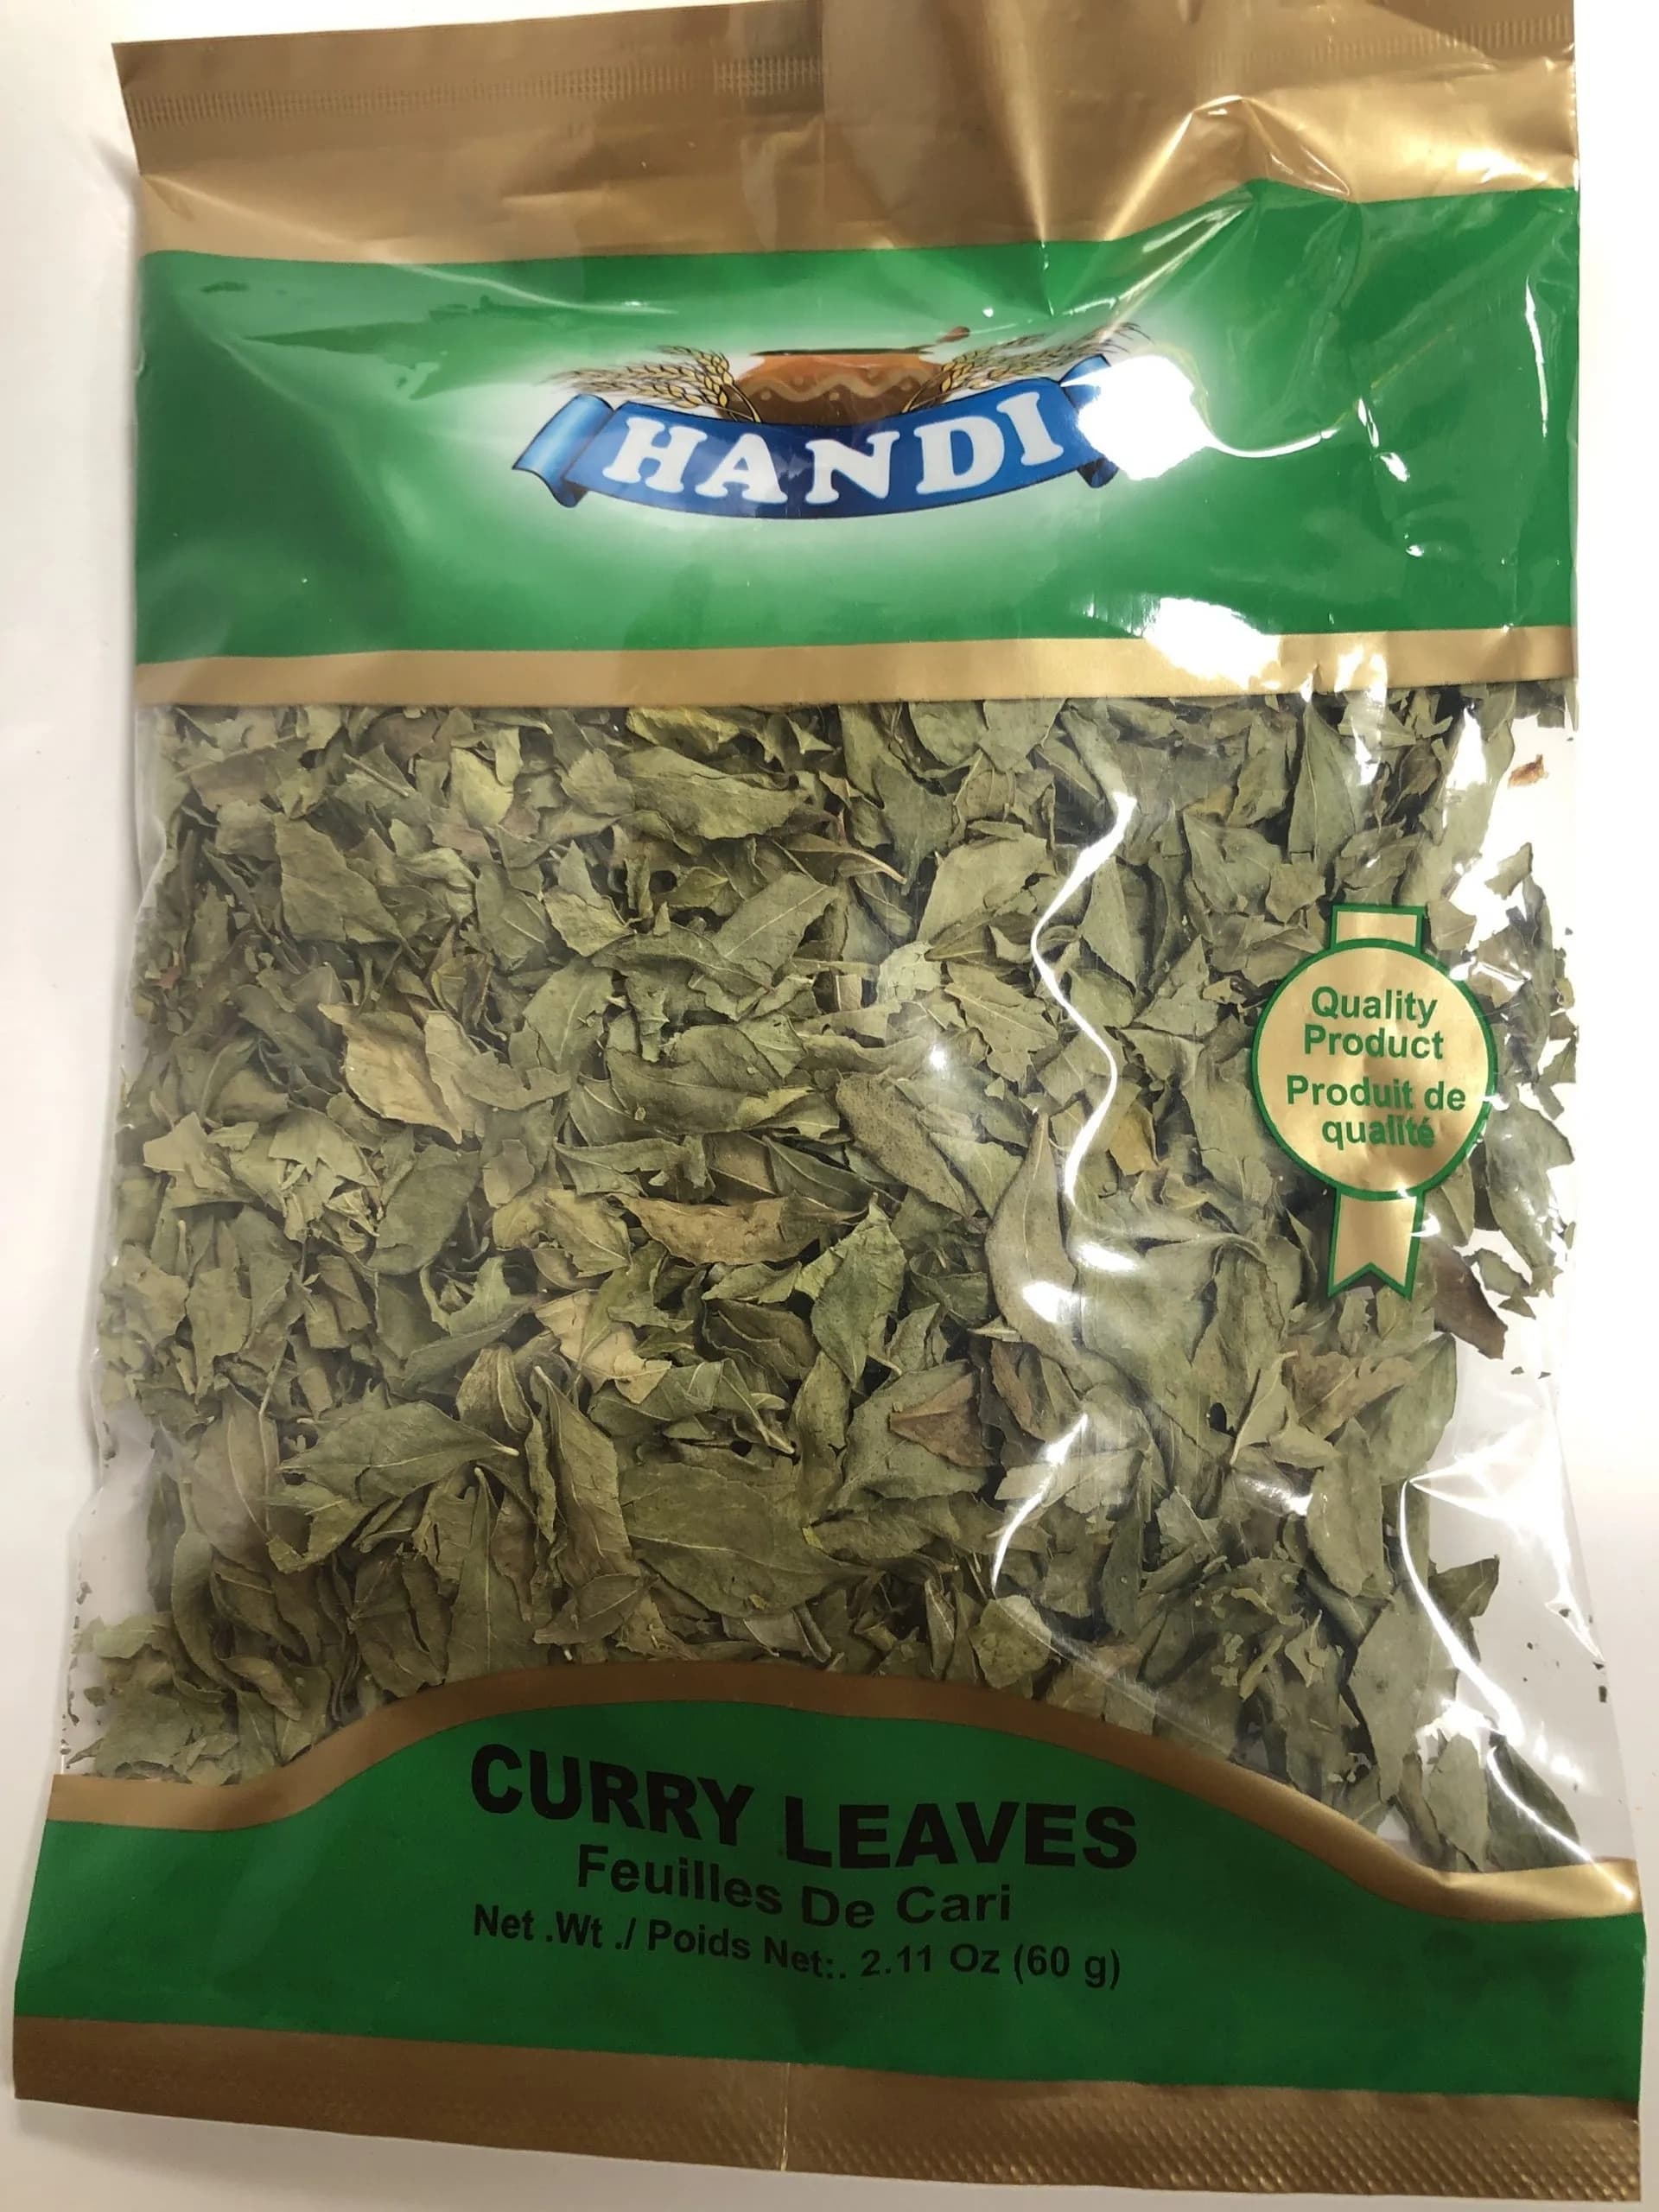 HANDI
Quality
Product
Produit de
qualité
CURRY LEAVES
Feuilles De Cari
Net .Wt ./ Poids Net:. 2.11 Oz (60 g)